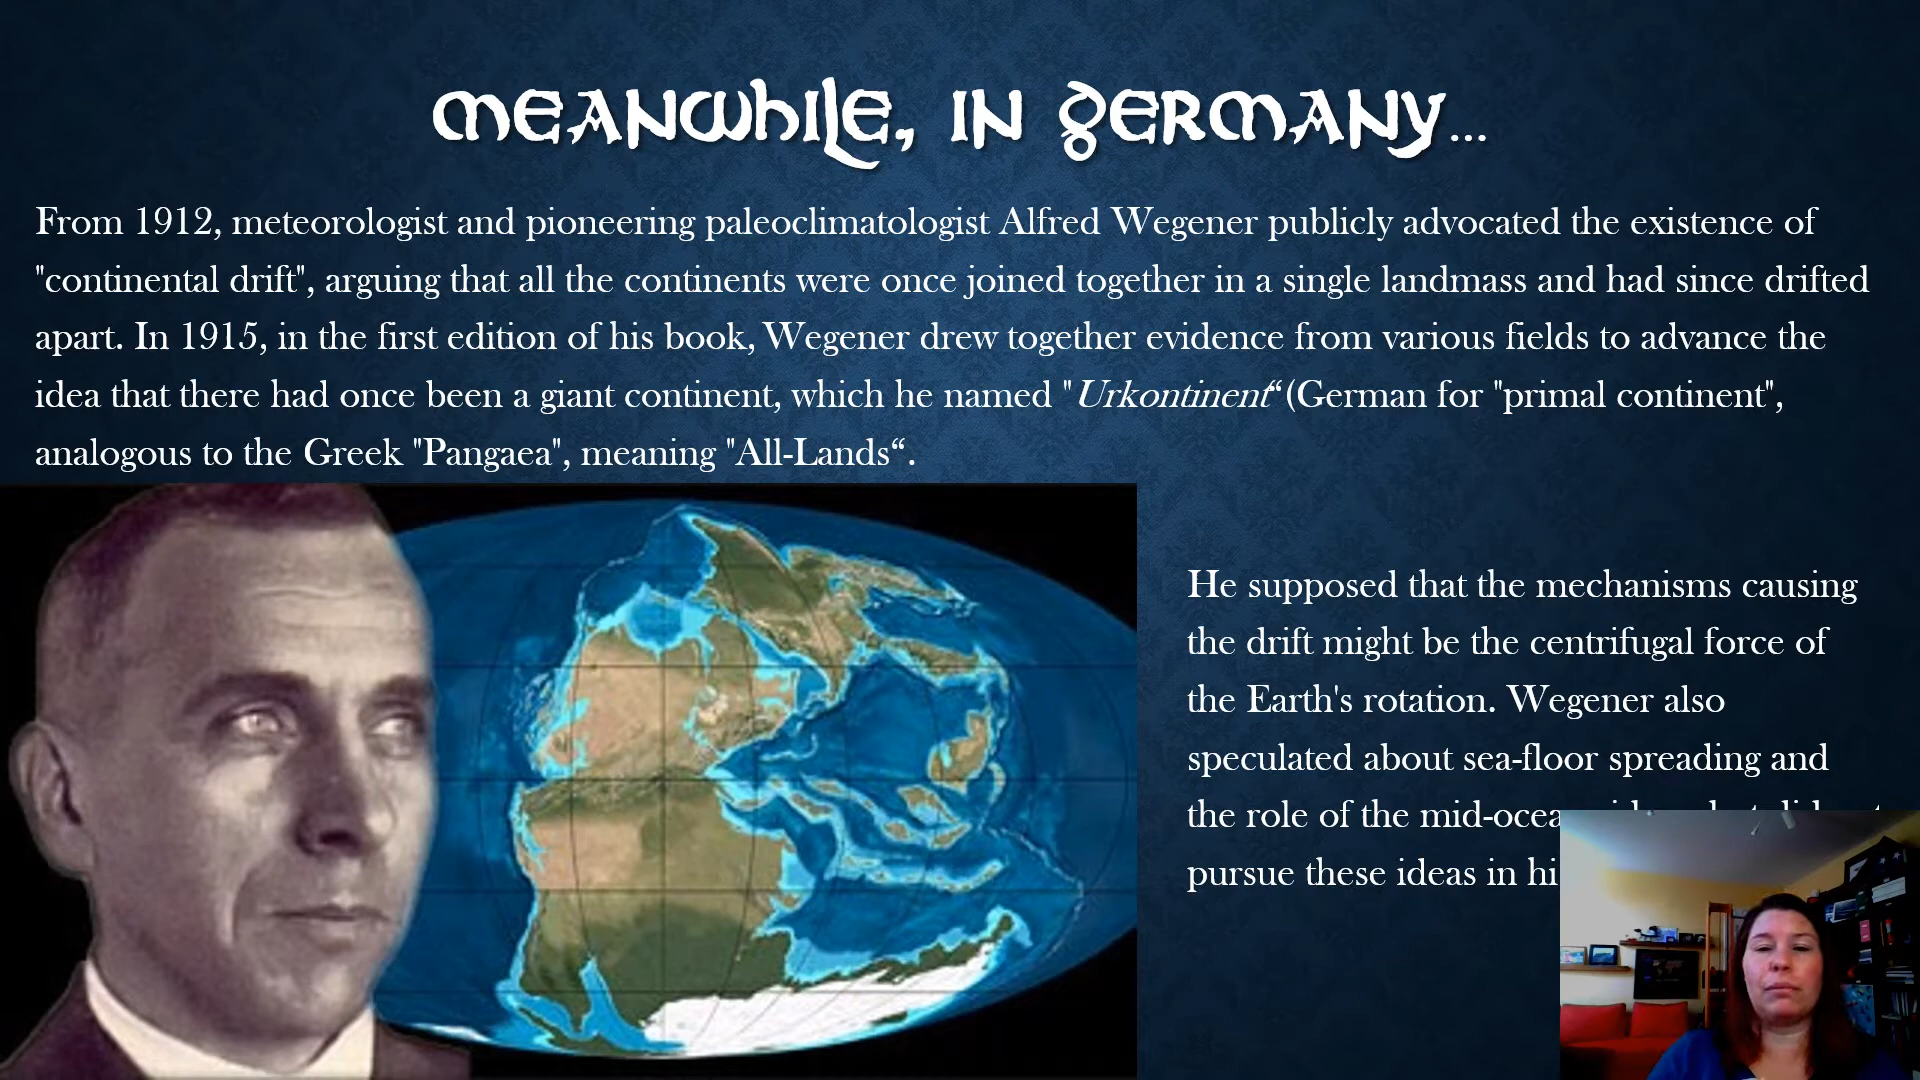 MEANWHILE, IN GERMANY...
From 1912, meteorologist and pioneering paleoclimatologist Alfred Wegener publicly advocated the existence of
"continental drift", arguing that all the continents were once joined together in a single landmass and had since drifted
apart. In 1915, in the first edition of his book, Wegener drew together evidence from various fields to advance the
idea that there had once been a giant continent, which he named "Urkontinent“(German for "primal continent",
analogous to the Greek "Pangaea", meaning "All-Lands“.
He supposed that the mechanisms causing
the drift might be the centrifugal force of
the Earth's rotation. Wegener also
speculated about sea-floor spreading and
the role of the
pursue these ideas in